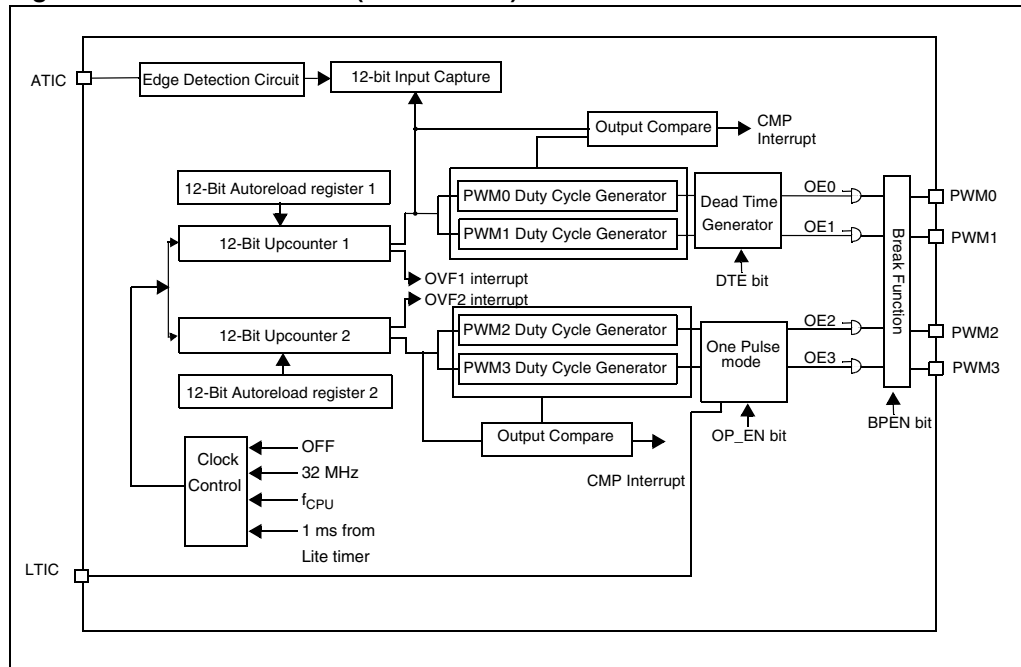 ATIC
Edge Detection Circuit
12-bit Input Capture
Output Compare
CMP
Interrupt
12-Bit Autoreload register 1
PWM0 Duty Cycle Generator
Dead Time
Generator
OE0
PWM0
12-Bit Upcounter 1
PWM1 Duty Cycle Generator
OE1
PWM1
Break Function
OVF1 interrupt
DTE bit
OVF2 interrupt
12-Bit Upcounter 2
PWM2 Duty Cycle Generator
One Pulse
mode
OE2
PWM2
PWM3 Duty Cycle Generator
OE3
PWM3
12-Bit Autoreload register 2
Output Compare
OP_EN bit
BPEN bit
CMP Interrupt
Clock
Control
OFF
32 MHz
fCPU
1 ms from
Lite timer
LTIC